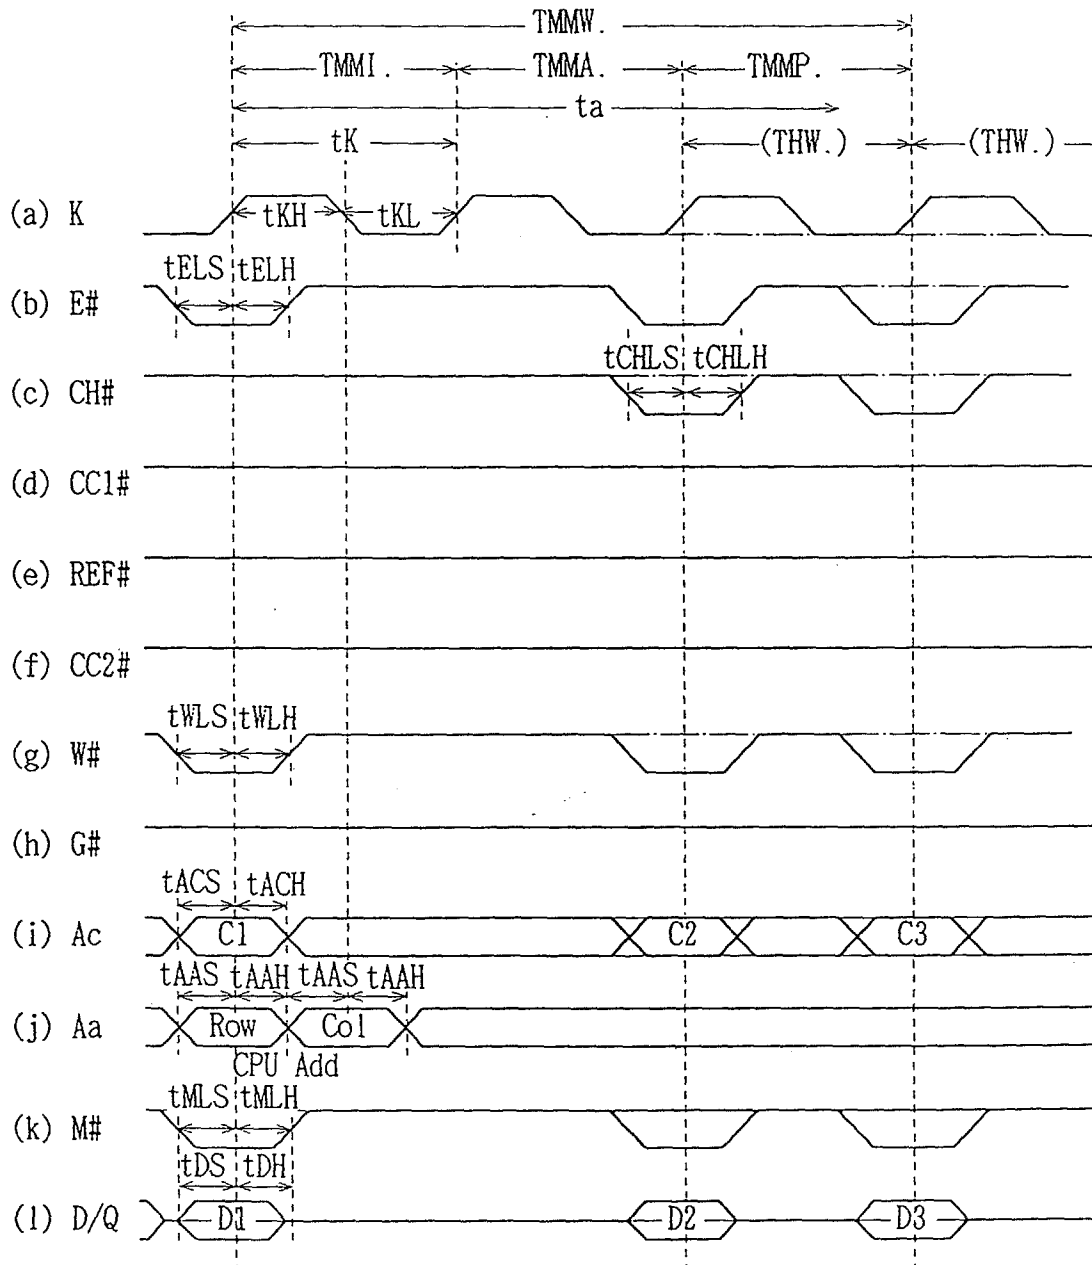 TMMW.
TMMI. TMMA. TMMP.
ta
tK (THW.) (THW.)
(a) K tKH tKL
tELS tELH
(b) E#
tCHLS tCHLH
(c) CH#
(d) CC1#
(e) REF#
(f) CC2#
tWLS tWLH
(g) W#
(h) G#
tACS tACH
(i) Ac C1 C2 C3
tAAS tAAH tAAS tAAH
(j) Aa Row Col
CPU Add
tMLS tMLH
(k) M#
tDS tDH
(l) D/Q D1 D2 D3